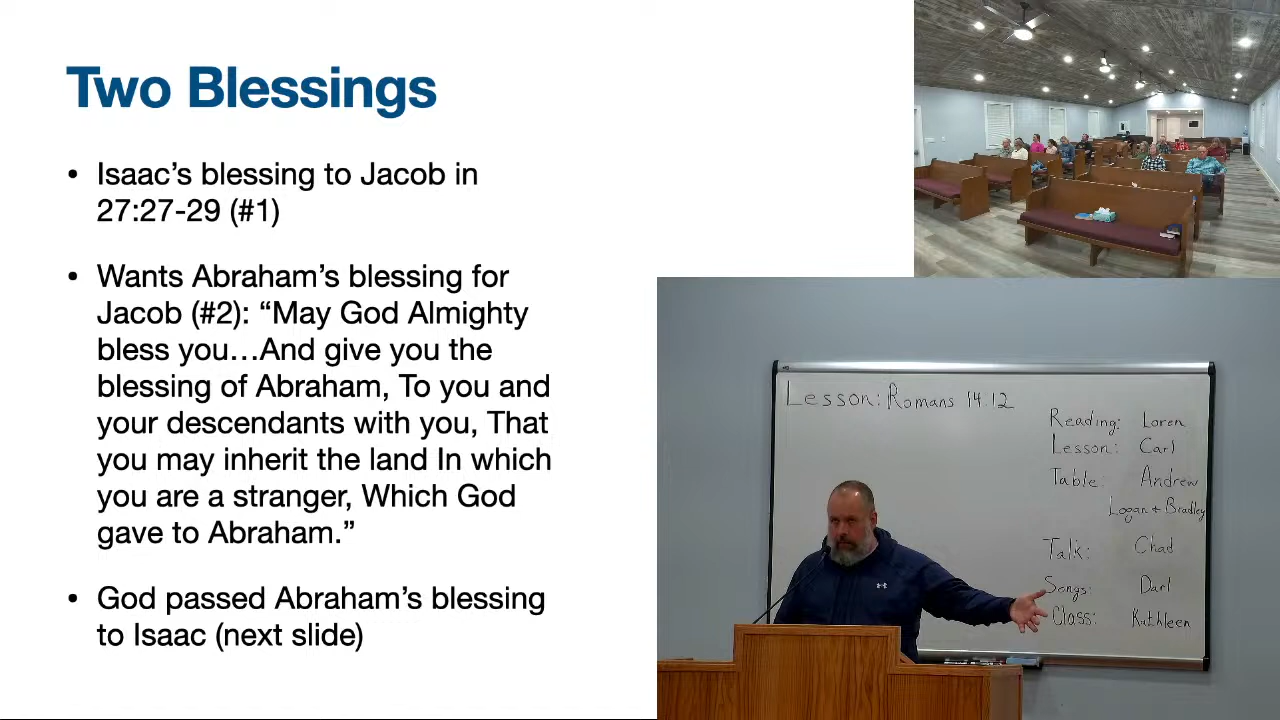 Two Blessings
• Isaac’s blessing to Jacob in
27:27-29 (#1)
• Wants Abraham’s blessing for
Jacob (#2): “May God Almighty
bless you…And give you the
blessing of Abraham, To you and
your descendants with you, That
you may inherit the land In which
you are a stranger, Which God
gave to Abraham.”
• God passed Abraham’s blessing
to Isaac (next slide)
Lesson: Romans 14.12
Reading: Loren
Lesson: Carl
Table: Andrew
Logan + Bradley
Talk: Chad
Songs: Darl
Class: Kathleen